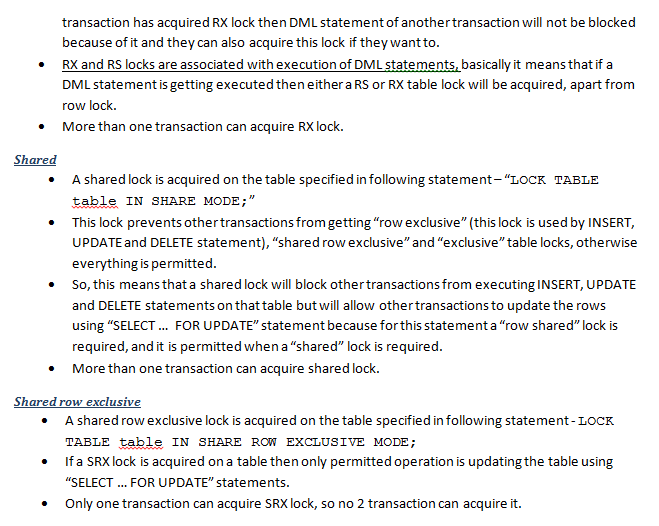 transaction has acquired RX lock then DML statement of another transaction will not be blocked
because of it and they can also acquire this lock if they want to.
• RX and RS locks are associated with execution of DML statements, basically it means that if a
DML statement is getting executed then either a RS or RX table lock will be acquired, apart from
row lock.
• More than one transaction can acquire RX lock.
Shared
• A shared lock is acquired on the table specified in following statement – “LOCK TABLE
table IN SHARE MODE;”
• This lock prevents other transactions from getting “row exclusive” (this lock is used by INSERT,
UPDATE and DELETE statement), “shared row exclusive” and “exclusive” table locks, otherwise
everything is permitted.
• So, this means that a shared lock will block other transactions from executing INSERT, UPDATE
and DELETE statements on that table but will allow other transactions to update the rows
using “SELECT … FOR UPDATE” statement because for this statement a “row shared” lock is
required, and it is permitted when a “shared” lock is required.
• More than one transaction can acquire shared lock.
Shared row exclusive
• A shared row exclusive lock is acquired on the table specified in following statement - LOCK
TABLE table IN SHARE ROW EXCLUSIVE MODE;
• If a SRX lock is acquired on a table then only permitted operation is updating the table using
“SELECT … FOR UPDATE” statements.
• Only one transaction can acquire SRX lock, so no 2 transaction can acquire it.